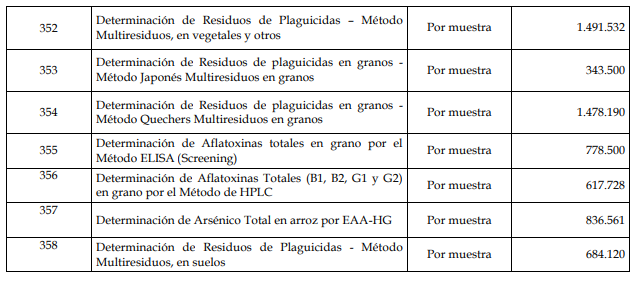 352 Determinación de Residuos de Plaguicidas – Método Multiresiduos, en vegetales y otros Por muestra 1.491.532
353 Determinación de Residuos de plaguicidas en granos - Método Japonés Multiresiduos en granos Por muestra 343.500
354 Determinación de Residuos de plaguicidas en granos - Método Quechers Multiresiduos en granos Por muestra 1.478.190
355 Determinación de Aflatoxinas totales en grano por el Método ELISA (Screening) Por muestra 778.500
356 Determinación de Aflatoxinas Totales (B1, B2, G1 y G2) en grano por el Método de HPLC Por muestra 617.728
357 Determinación de Arsénico Total en arroz por EAA-HG Por muestra 836.561
358 Determinación de Residuos de Plaguicidas - Método Multiresiduos, en suelos Por muestra 684.120